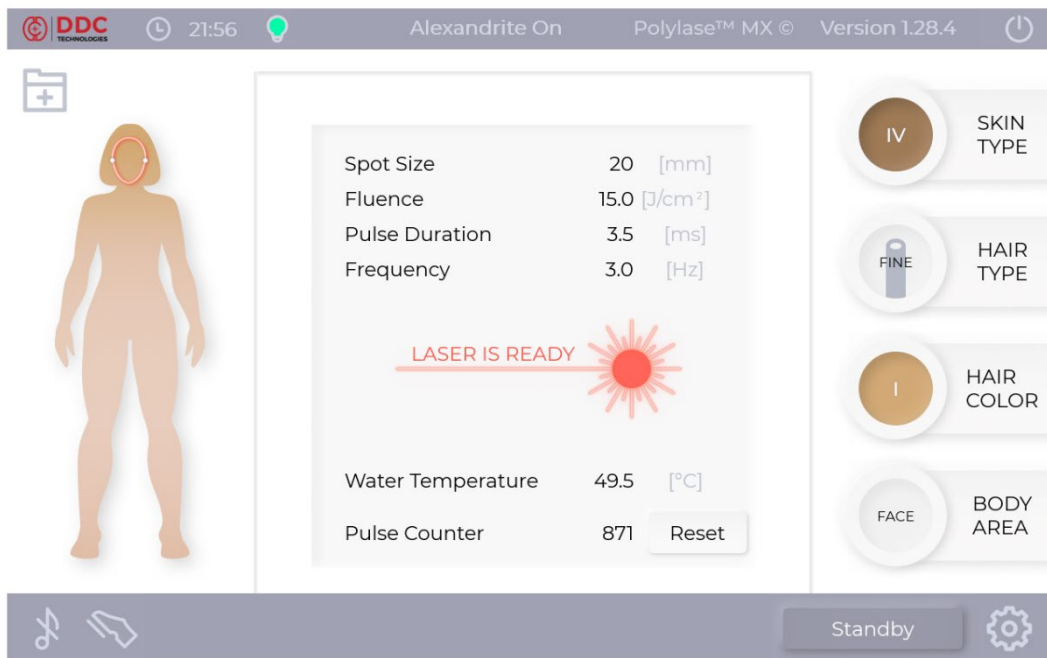 DDC
TECHNOLOGIES
21:56
Alexandrite On
Polylase™ MX ©
Version 1.28.4
Spot Size 20 [mm]
Fluence 15.0 [J/cm²]
Pulse Duration 3.5 [ms]
Frequency 3.0 [Hz]
LASER IS READY
Water Temperature 49.5 [°C]
Pulse Counter 871 Reset
IV
SKIN
TYPE
FINE
HAIR
TYPE
I
HAIR
COLOR
FACE
BODY
AREA
Standby